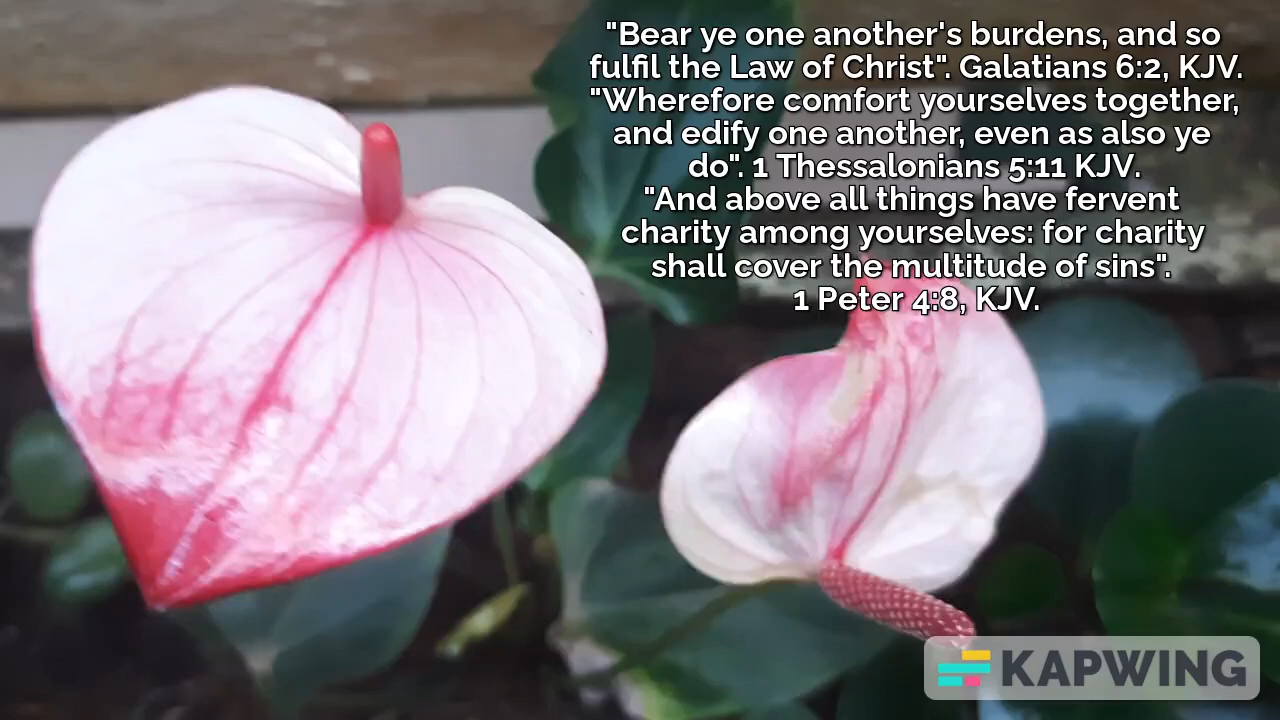 "Bear ye one another's burdens, and so
fulfil the Law of Christ". Galatians 6:2, KJV.
"Wherefore comfort yourselves together,
and edify one another, even as also ye
do". 1 Thessalonians 5:11 KJV.
"And above all things have fervent
charity among yourselves: for charity
shall cover the multitude of sins".
1 Peter 4:8, KJV.
KAPWING